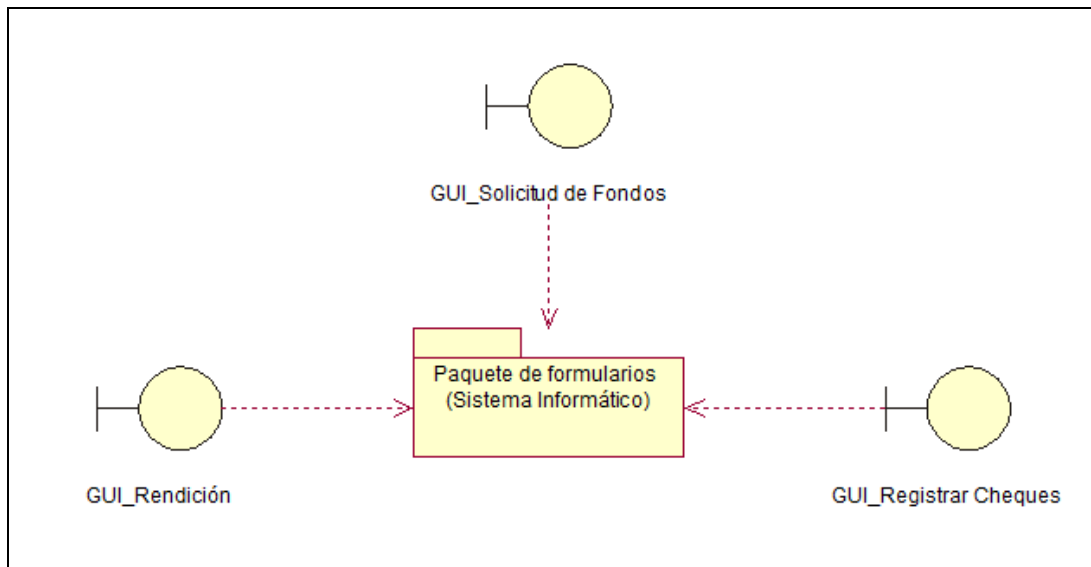 GUI_Solicitud de Fondos
Paquete de formularios
(Sistema Informático)
GUI_Rendición
GUI_Registrar Cheques